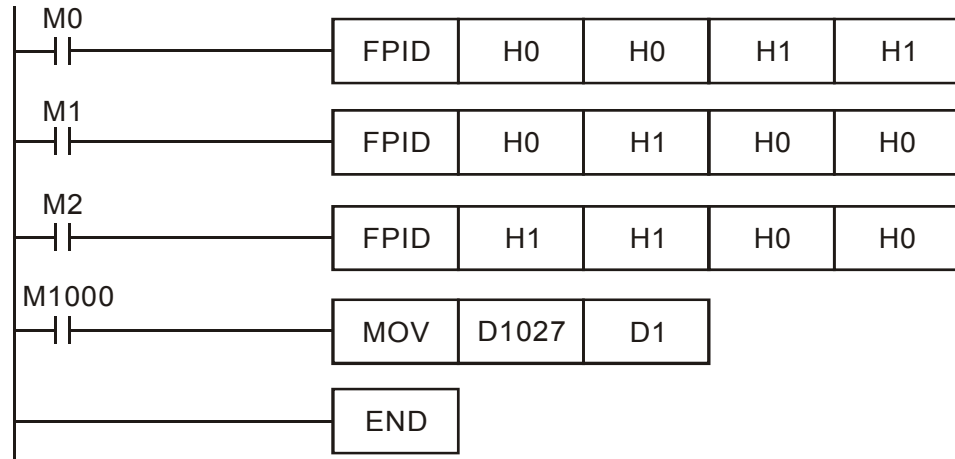 M0
FPID H0 H0 H1 H1
M1
FPID H0 H1 H0 H0
M2
FPID H1 H1 H0 H0
M1000
MOV D1027 D1
END